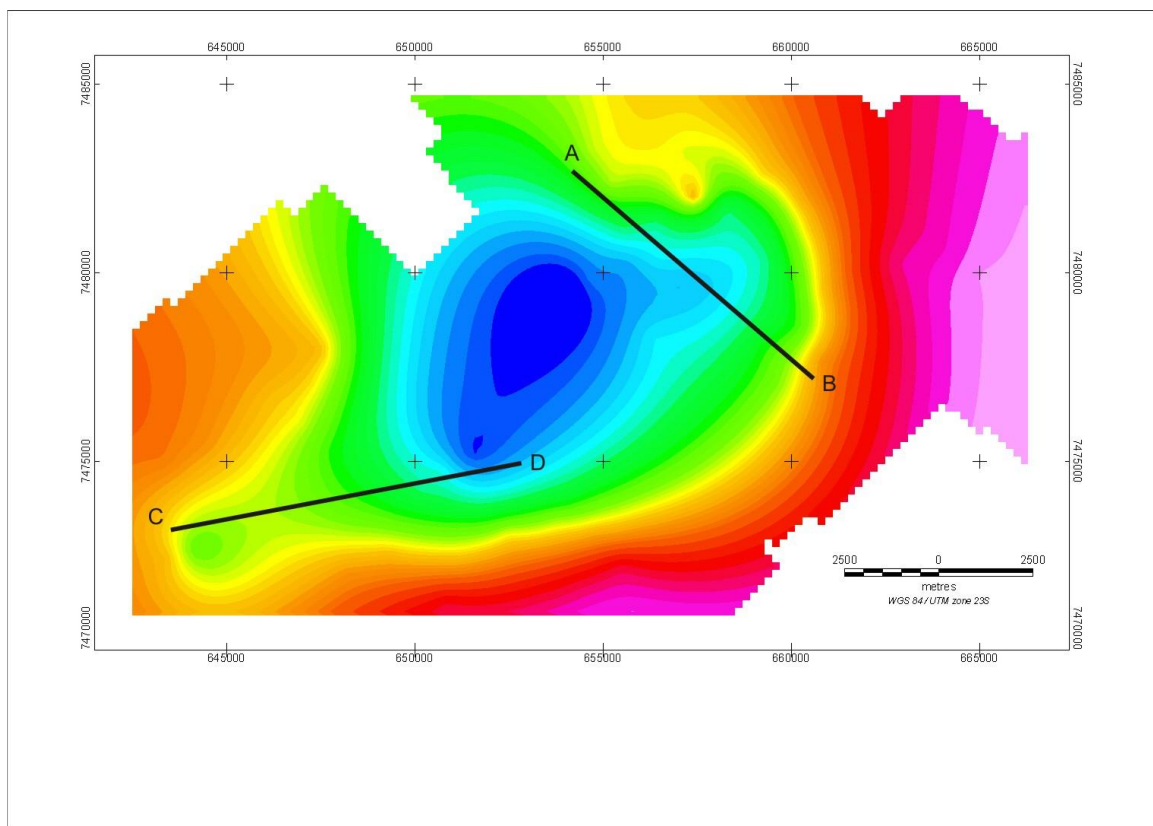 645000 650000 655000 660000 665000
7485000 7485000
A
7480000 7480000
B
7475000 D 7475000
C
2500 0 2500
metres
WGS 84 / UTM zone 23S
7470000 7470000
645000 650000 655000 660000 665000